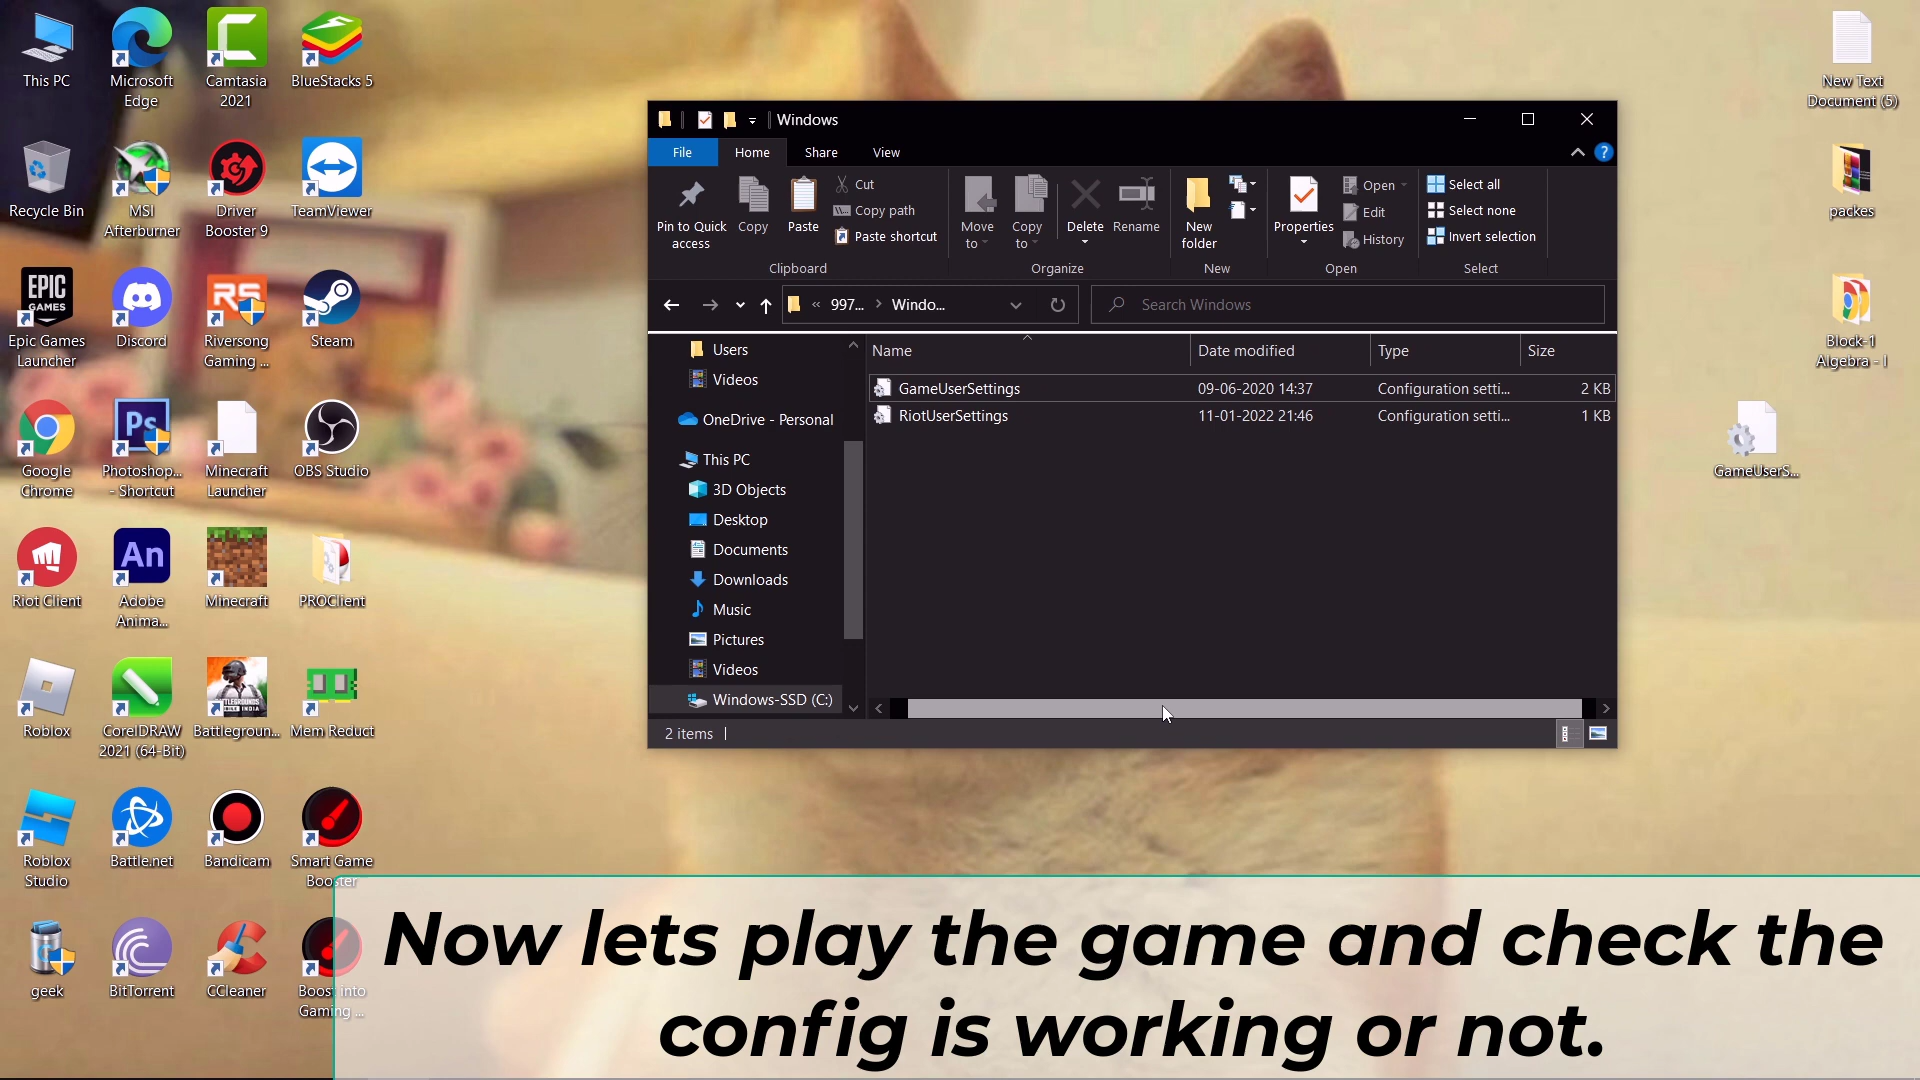 This PC
Microsoft
Edge
Camtasia
2021
BlueStacks 5
Recycle Bin
MSI
Afterburner
Driver
Booster 9
TeamViewer
EPIC
GAMES
Epic Games
Launcher
Discord
RS
Riversong
Gaming ...
Steam
Google
Chrome
Ps
Photoshop...
- Shortcut
Minecraft
Launcher
OBS Studio
Riot Client
An
Adobe
Anima...
Minecraft
PROClient
Roblox
CorelDRAW
2021 (64-Bit)
Battlegroun...
Mem Reduct
Roblox
Studio
Battle.net
Bandicam
Smart Game
Booster
geek
BitTorrent
CCleaner
Boost into
Gaming ...
Windows
File
Home
Share
View
?
Pin to Quick
access
Copy
Paste
Cut
Copy path
Paste shortcut
Clipboard
Move
to
Copy
to
Delete
Rename
Organize
New
folder
New
Properties
Open
Edit
History
Open
Select all
Select none
Invert selection
Select
« 997... > Windo...
Search Windows
Users
Videos
OneDrive - Personal
This PC
3D Objects
Desktop
Documents
Downloads
Music
Pictures
Videos
Windows-SSD (C:)
Name Date modified Type Size
GameUserSettings 09-06-2020 14:37 Configuration setti... 2 KB
RiotUserSettings 11-01-2022 21:46 Configuration setti... 1 KB
2 items
New Text
Document (5)
packes
Block-1
Algebra - I
GameUserS...
Now lets play the game and check the
config is working or not.